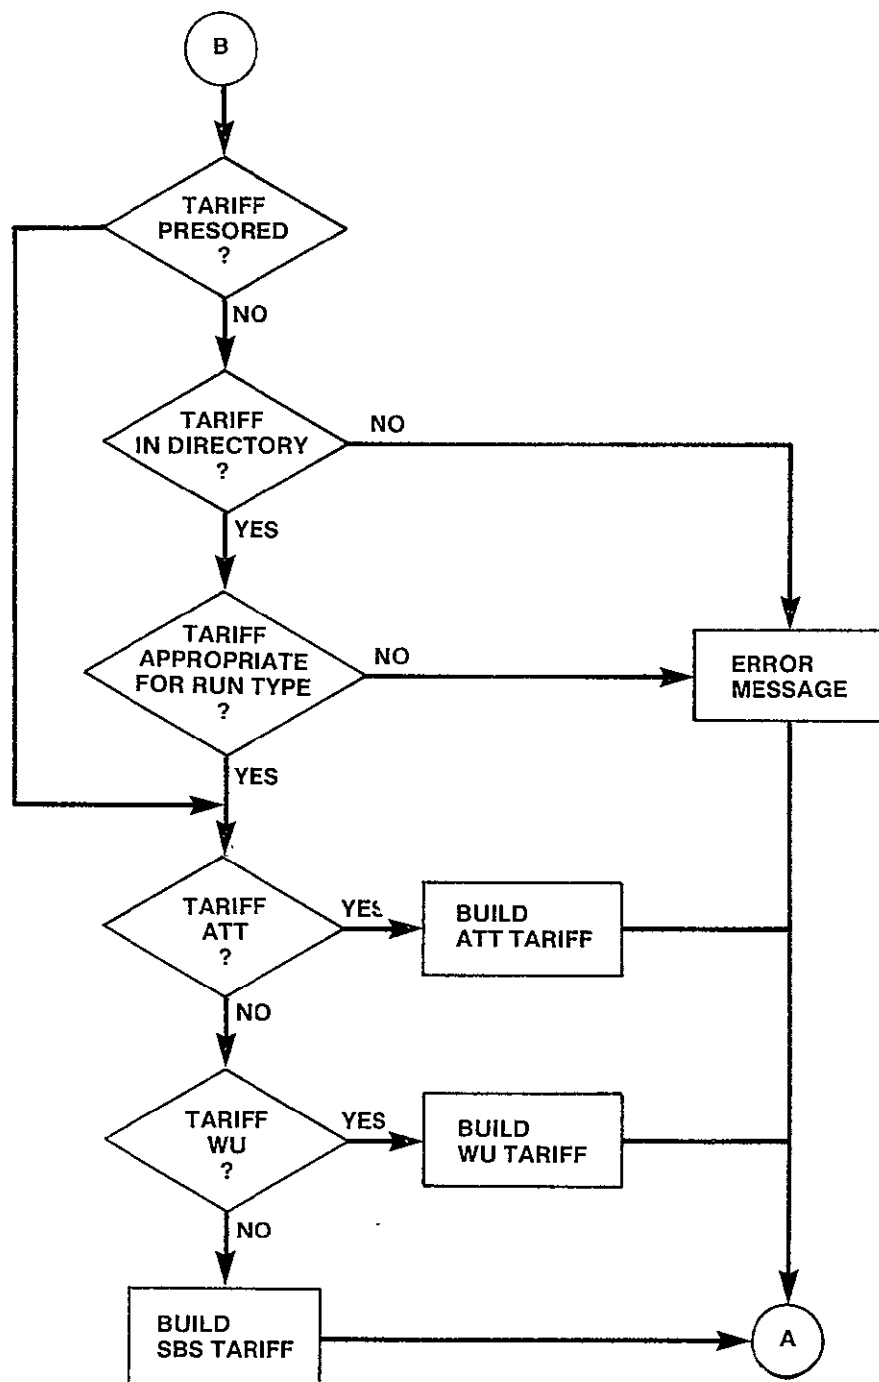 B
TARIFF
PRESORED
?
NO
TARIFF
IN DIRECTORY
?
NO
YES
TARIFF
APPROPRIATE
FOR RUN TYPE
?
NO
ERROR
MESSAGE
YES
TARIFF
ATT
?
YES
BUILD
ATT TARIFF
NO
TARIFF
WU
?
YES
BUILD
WU TARIFF
NO
BUILD
SBS TARIFF
A